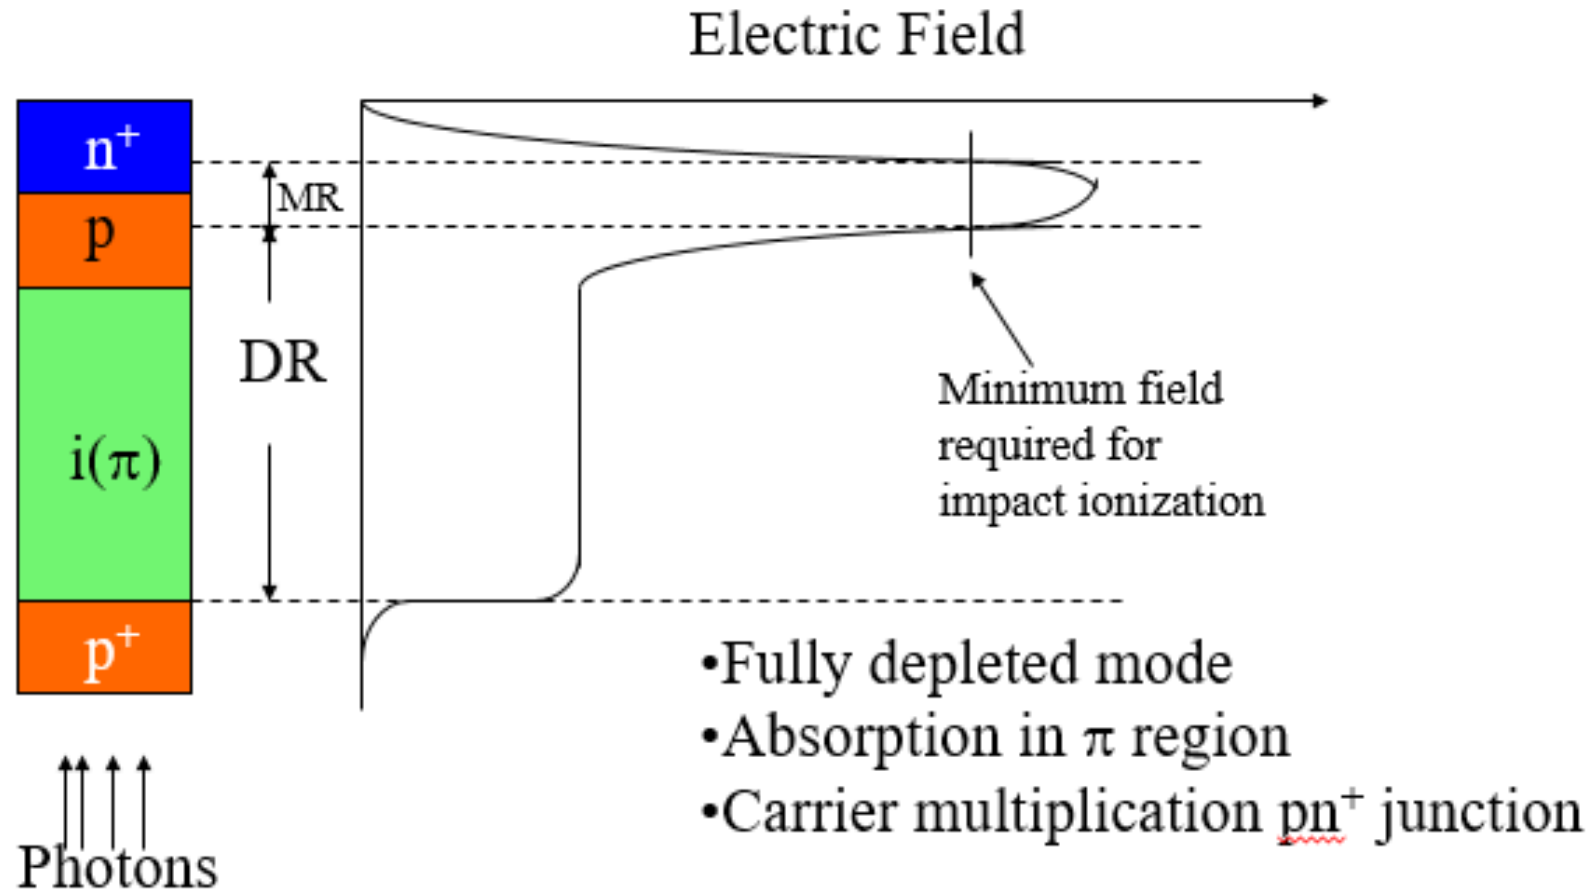 Electric Field
n⁺
MR
p
DR
i(π)
Minimum field
required for
impact ionization
p⁺
•Fully depleted mode
•Absorption in π region
•Carrier multiplication pn⁺ junction
Photons